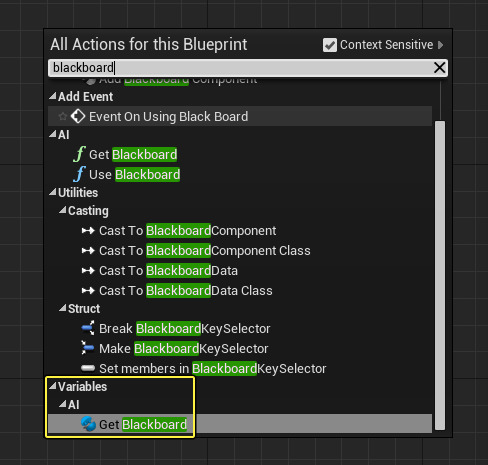 All Actions for this Blueprint
Context Sensitive
blackboard
Add Blackboard Component
Add Event
Event On Using Black Board
AI
Get Blackboard
Use Blackboard
Utilities
Casting
Cast To BlackboardComponent
Cast To BlackboardComponent Class
Cast To BlackboardData
Cast To BlackboardData Class
Struct
Break BlackboardKeySelector
Make BlackboardKeySelector
Set members in BlackboardKeySelector
Variables
AI
Get Blackboard